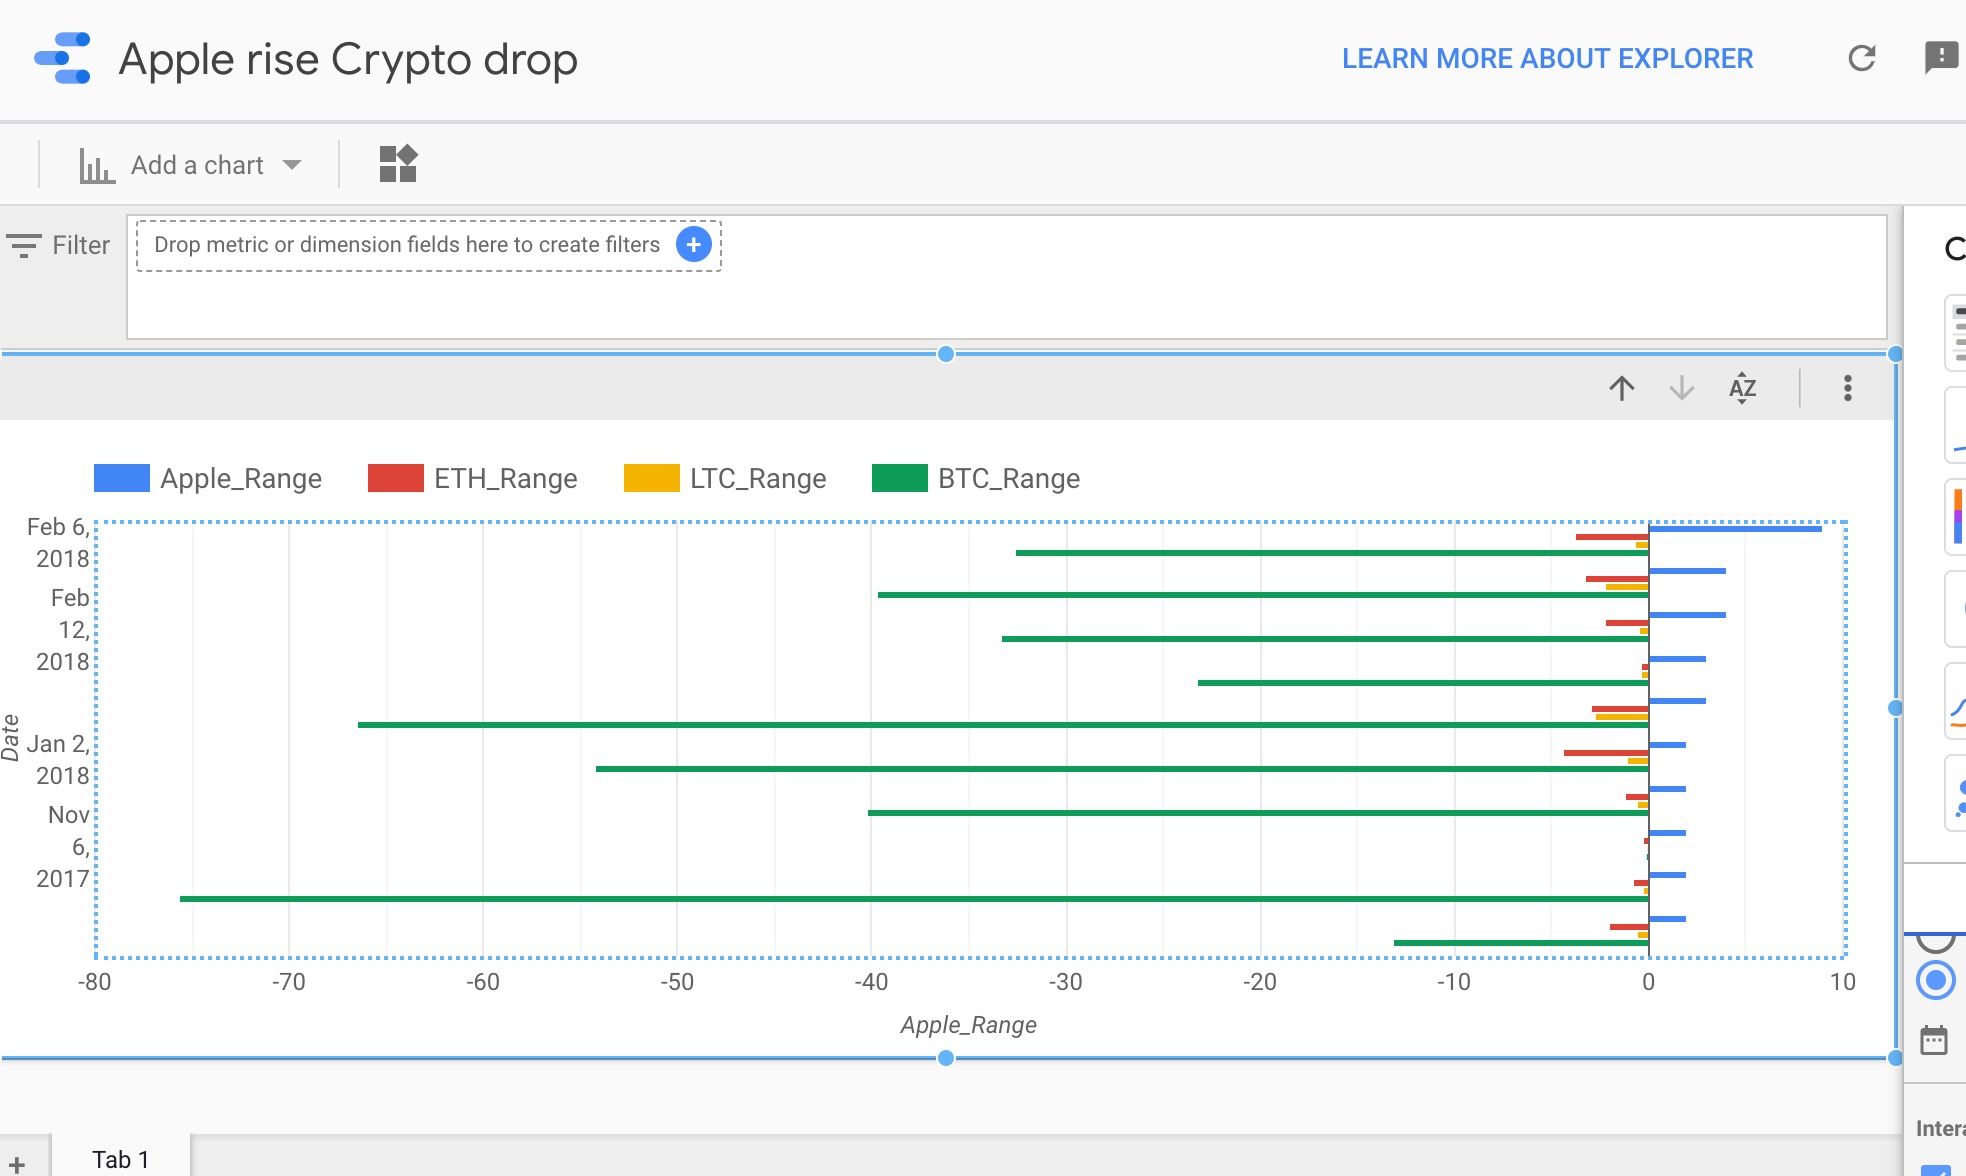 Apple rise Crypto drop
LEARN MORE ABOUT EXPLORER
Add a chart
Filter
Drop metric or dimension fields here to create filters
AZ
Apple_Range
ETH_Range
LTC_Range
BTC_Range
Feb 6,
2018
Feb
12,
2018
Jan 2,
2018
Nov
6,
2017
Date
-80
-70
-60
-50
-40
-30
-20
-10
0
10
Apple_Range
Tab 1